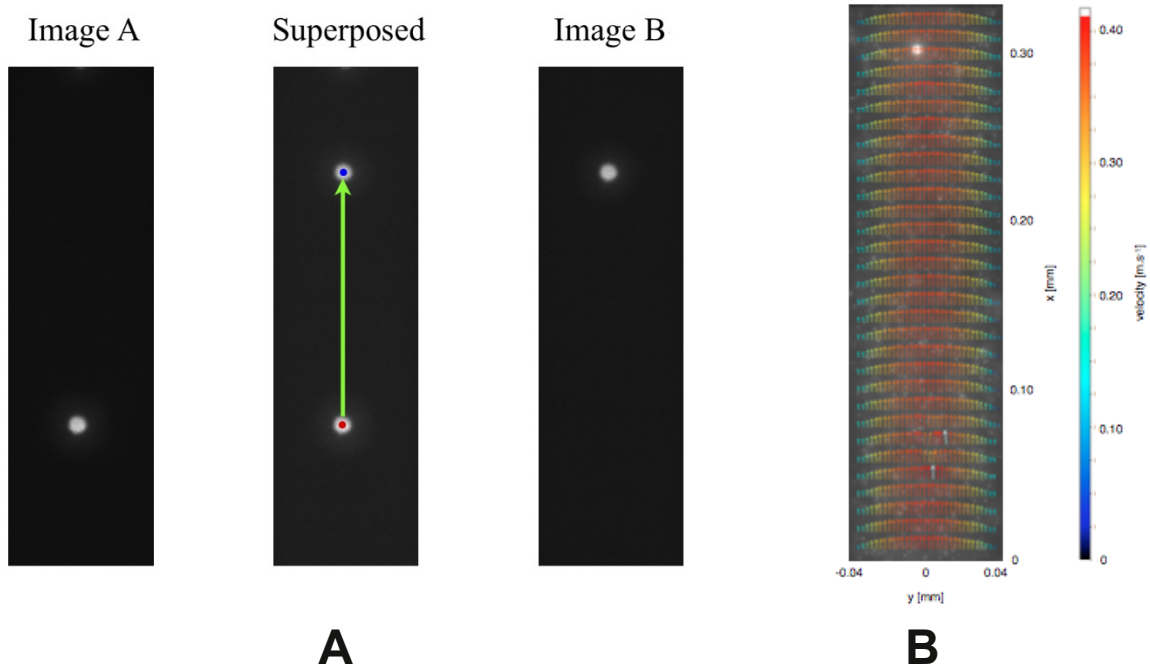 Image A
Superposed
Image B
0.30
0.20
0.10
0
x [mm]
-0.04 0 0.04
y [mm]
0.40
0.30
0.20
0.10
0
velocity [m.s⁻¹]
A
B